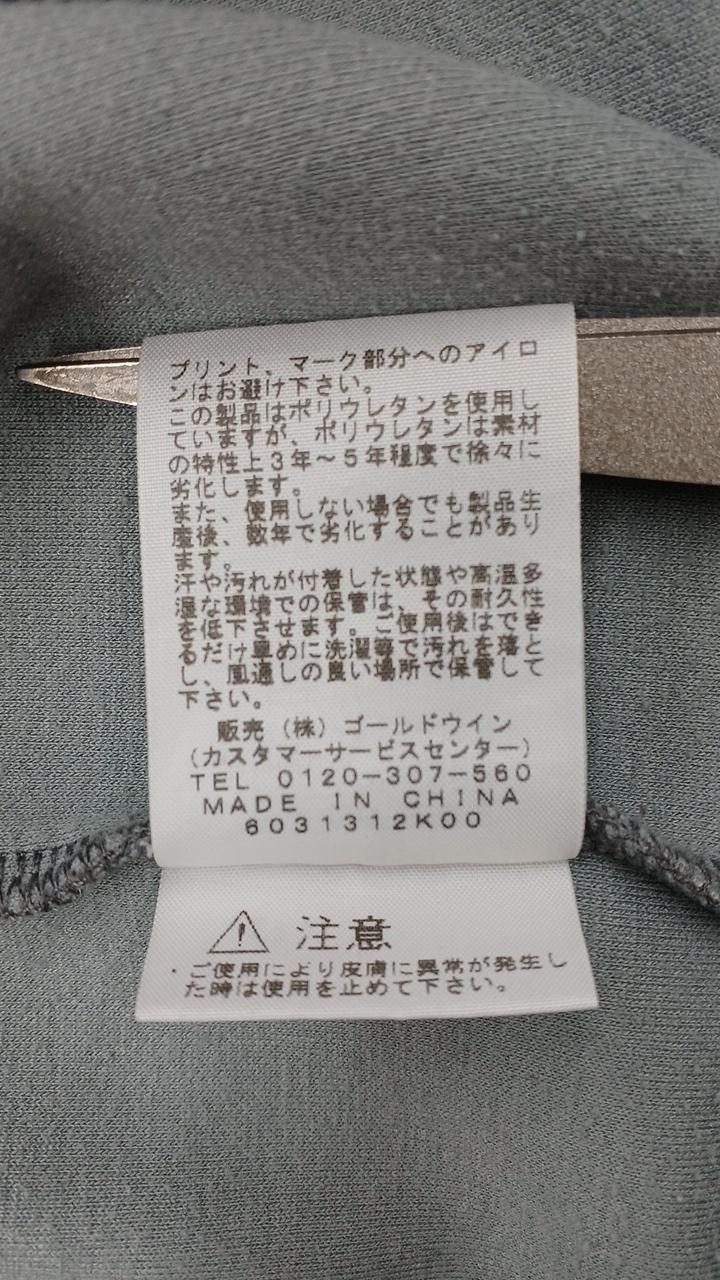 プリント、マーク部分へのアイロ
ンはお避け下さい。
この製品はポリウレタンを使用し
ていますが、ポリウレタンは素材
の特性上3年～5年程度で徐々に
劣化します。
また、使用しない場合でも製品生
産後、数年で劣化することがあり
ます。
汗や汚れが付着した状態や高温多
湿な環境での保管は、その耐久性
を低下させます。ご使用後はでき
るだけ早めに洗濯等で汚れを落と
し、風通しの良い場所で保管して
下さい。
販売（株）ゴールドウイン
（カスタマーサービスセンター）
TEL 0120-307-560
MADE IN CHINA
6031312K00
注意
・ご使用により皮膚に異常が発生し
た時は使用を止めて下さい。